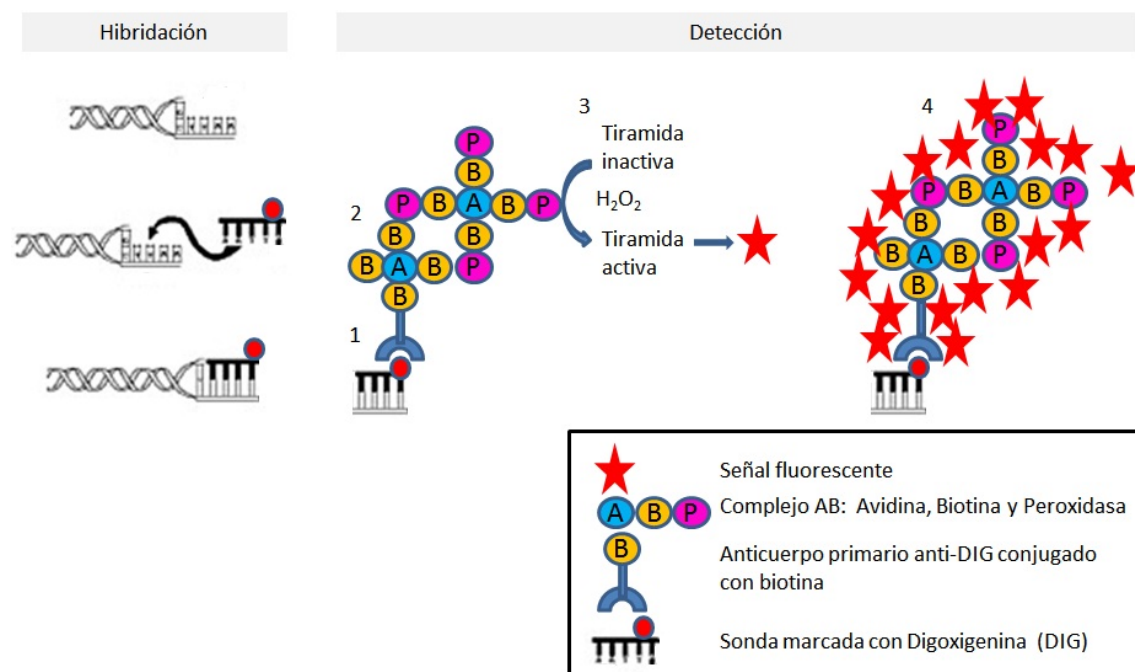 Hibridación
Detección
3
Tiramida
inactiva
H₂O₂
Tiramida
activa
2
1
P
B
P B A B P
B B
B A B P
B
4
P
B
P B A B P
B B
B A B P
B
Señal fluorescente
A B P Complejo AB: Avidina, Biotina y Peroxidasa
B
Anticuerpo primario anti-DIG conjugado
con biotina
Sonda marcada con Digoxigenina (DIG)